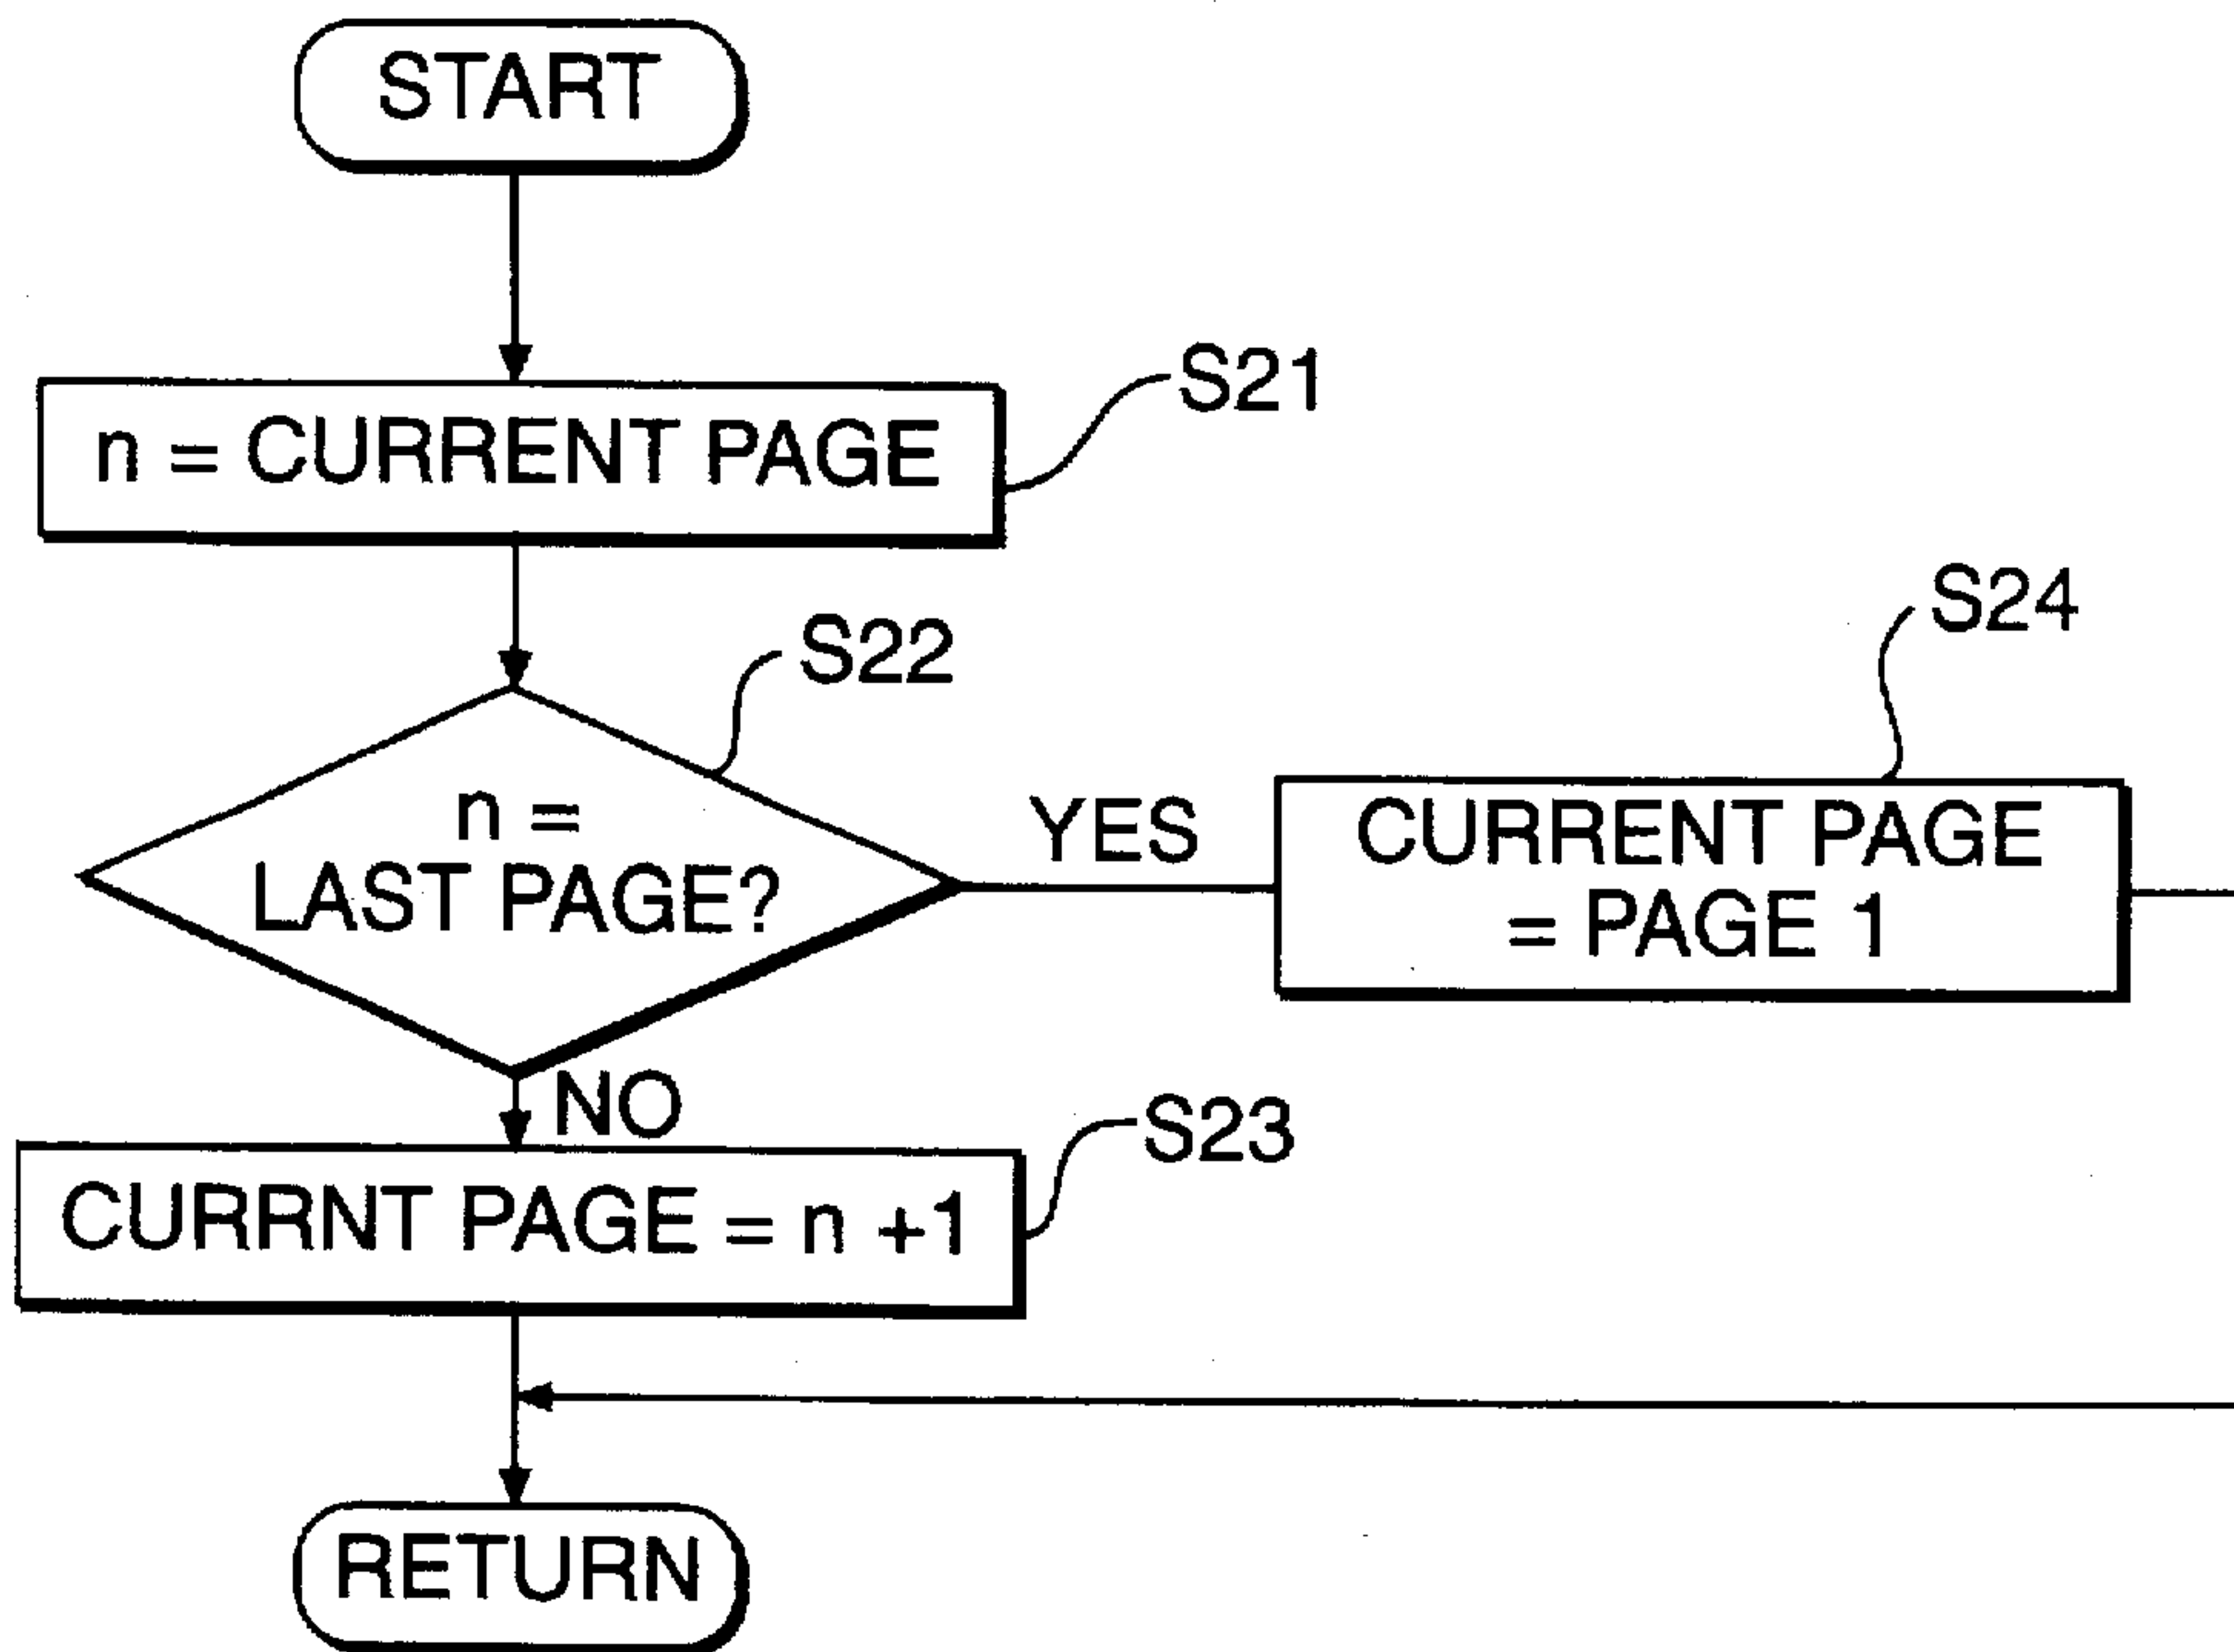 START
n = CURRENT PAGE
S21
S22
n =
LAST PAGE?
YES
S24
CURRENT PAGE
= PAGE 1
NO
S23
CURRNT PAGE = n +1
RETURN